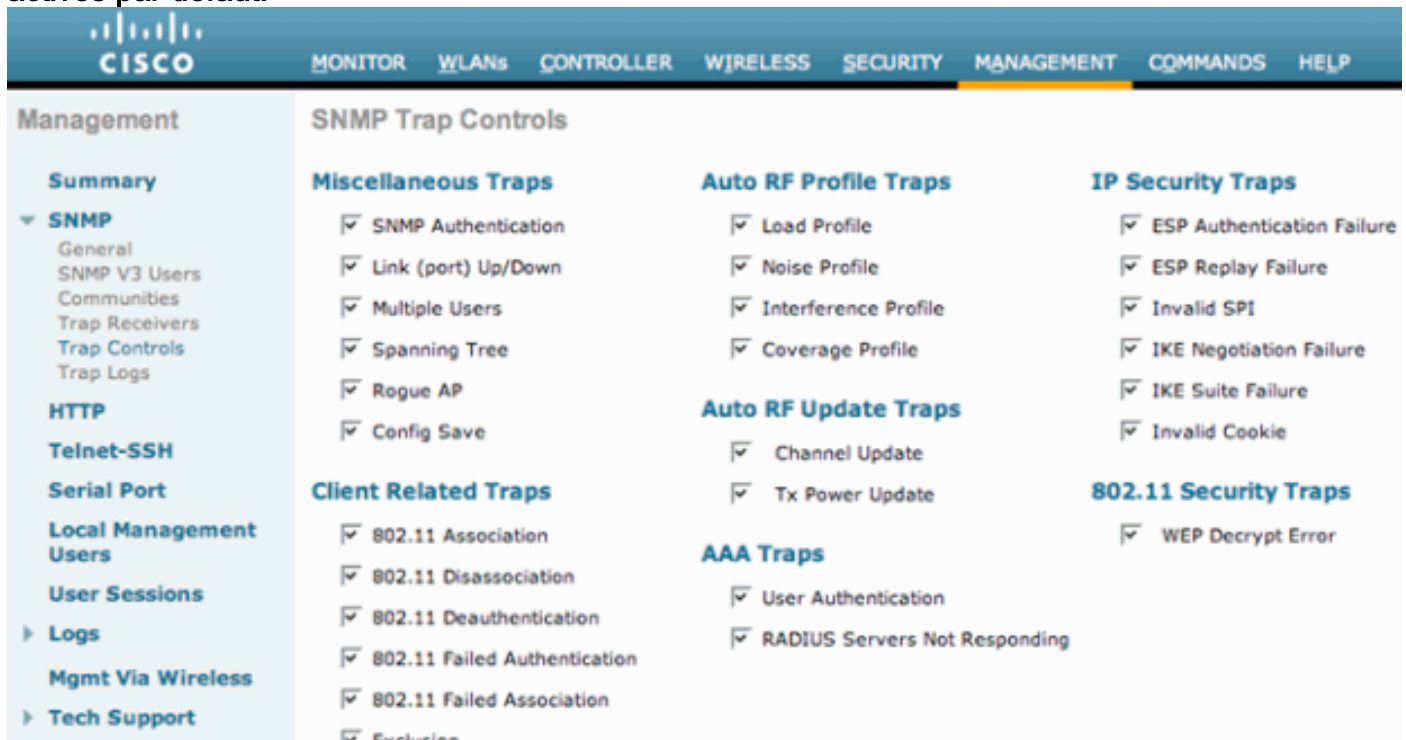 activés par défaut.
CISCO
MONITOR WLANs CONTROLLER WIRELESS SECURITY MANAGEMENT COMMANDS HELP
Management
Summary
SNMP
General
SNMP V3 Users
Communities
Trap Receivers
Trap Controls
Trap Logs
HTTP
Telnet-SSH
Serial Port
Local Management
Users
User Sessions
Logs
Mgmt Via Wireless
Tech Support
SNMP Trap Controls
Miscellaneous Traps
SNMP Authentication
Link (port) Up/Down
Multiple Users
Spanning Tree
Rogue AP
Config Save
Client Related Traps
802.11 Association
802.11 Disassociation
802.11 Deauthentication
802.11 Failed Authentication
802.11 Failed Association
Exclusion
Auto RF Profile Traps
Load Profile
Noise Profile
Interference Profile
Coverage Profile
Auto RF Update Traps
Channel Update
Tx Power Update
AAA Traps
User Authentication
RADIUS Servers Not Responding
IP Security Traps
ESP Authentication Failure
ESP Replay Failure
Invalid SPI
IKE Negotiation Failure
IKE Suite Failure
Invalid Cookie
802.11 Security Traps
WEP Decrypt Error